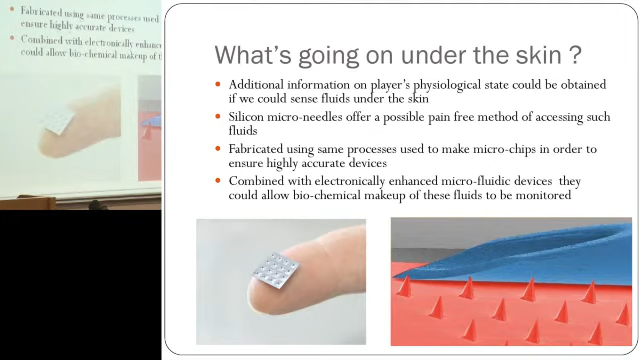 Fabricated using same processes used
ensure highly accurate devices
Combined with electronically enhanc
could allow bio-chemical makeup of t
What's going on under the skin ?
Additional information on player's physiological state could be obtained
if we could sense fluids under the skin
Silicon micro-needles offer a possible pain free method of accessing such
fluids
Fabricated using same processes used to make micro-chips in order to
ensure highly accurate devices
Combined with electronically enhanced micro-fluidic devices they
could allow bio-chemical makeup of these fluids to be monitored